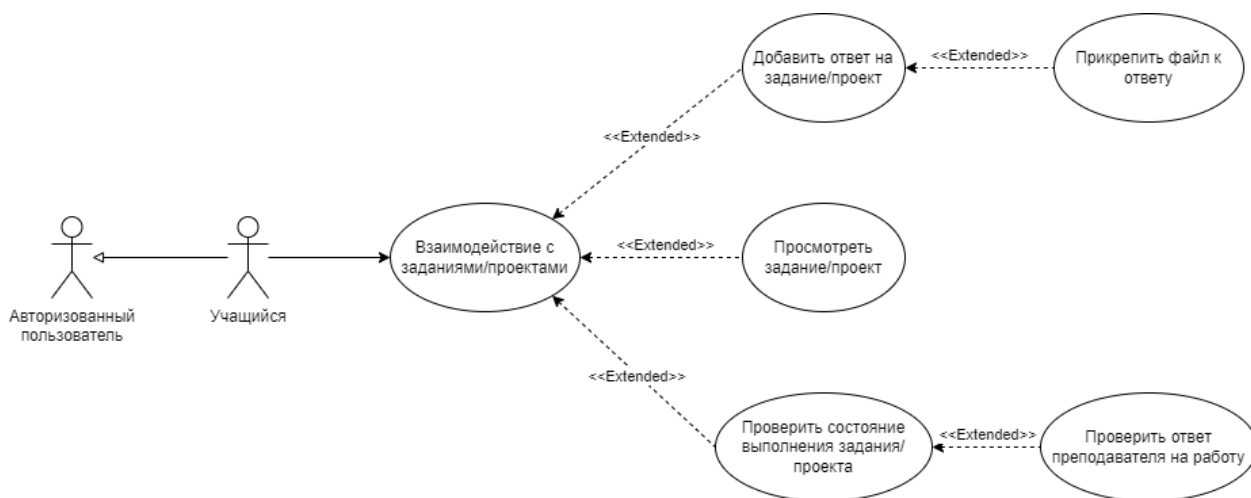 Добавить ответ на
задание/проект
<<Extended>>
Прикрепить файл к
ответу
<<Extended>>
Авторизованный
пользователь
Учащийся
Взаимодействие с
заданиями/проектами
<<Extended>>
Просмотреть
задание/проект
<<Extended>>
Проверить состояние
выполнения задания/
проекта
<<Extended>>
Проверить ответ
преподавателя на работу